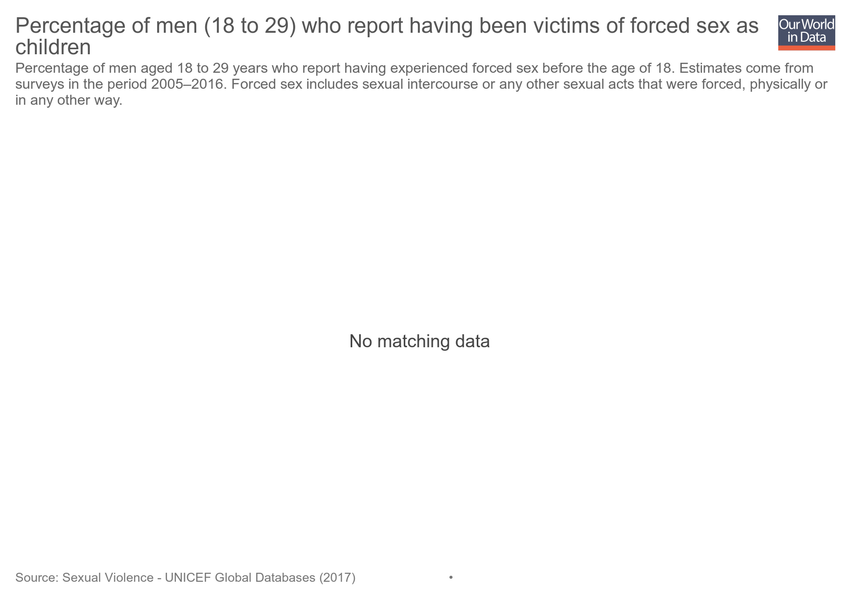 Percentage of men (18 to 29) who report having been victims of forced sex as
children
Our World
in Data
Percentage of men aged 18 to 29 years who report having experienced forced sex before the age of 18. Estimates come from
surveys in the period 2005–2016. Forced sex includes sexual intercourse or any other sexual acts that were forced, physically or
in any other way.
No matching data
Source: Sexual Violence - UNICEF Global Databases (2017) •